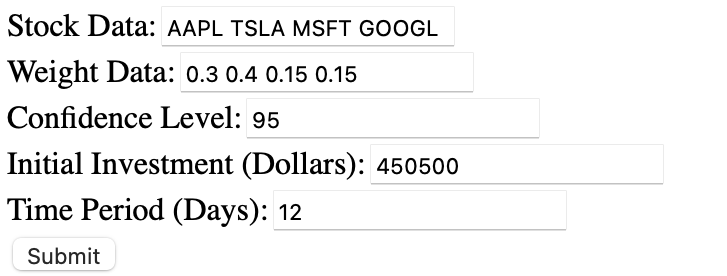 Stock Data: AAPL TSLA MSFT GOOGL
Weight Data: 0.3 0.4 0.15 0.15
Confidence Level: 95
Initial Investment (Dollars): 450500
Time Period (Days): 12
Submit